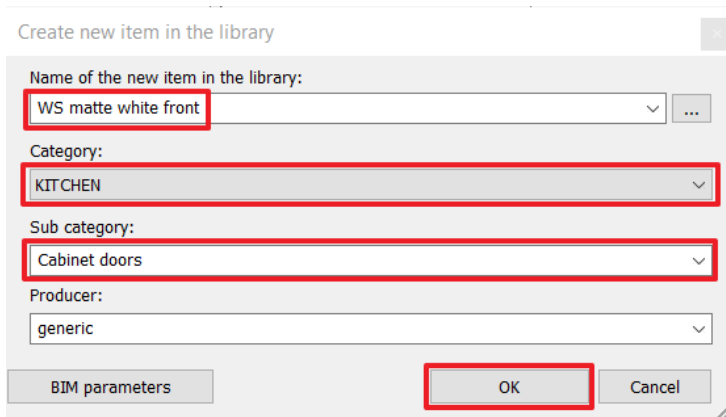 Create new item in the library
Name of the new item in the library:
WS matte white front
...
Category:
KITCHEN
Sub category:
Cabinet doors
Producer:
generic
BIM parameters
OK
Cancel